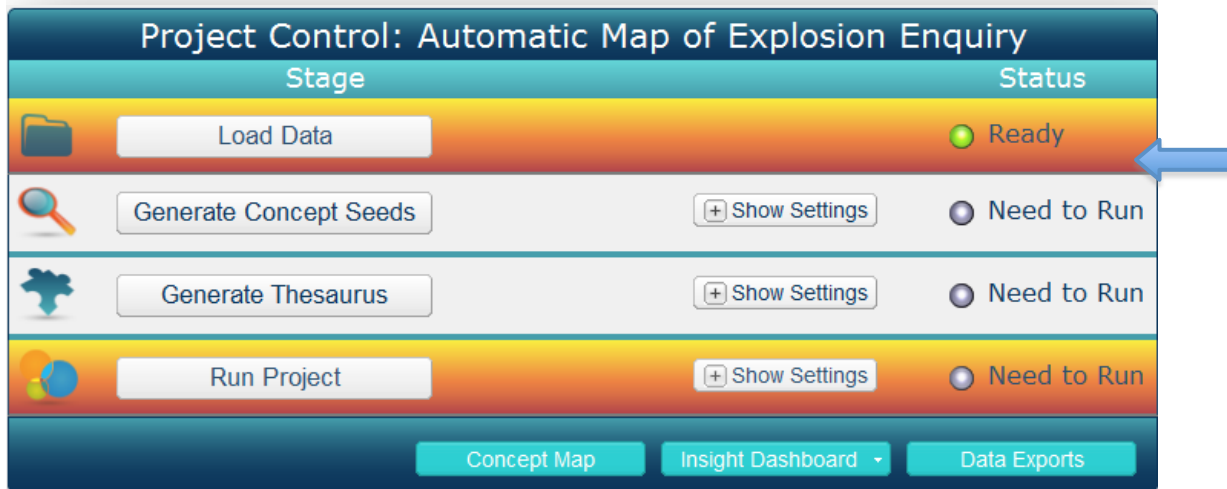 Project Control: Automatic Map of Explosion Enquiry
Stage Status
Load Data Ready
Generate Concept Seeds + Show Settings Need to Run
Generate Thesaurus + Show Settings Need to Run
Run Project + Show Settings Need to Run
Concept Map Insight Dashboard Data Exports